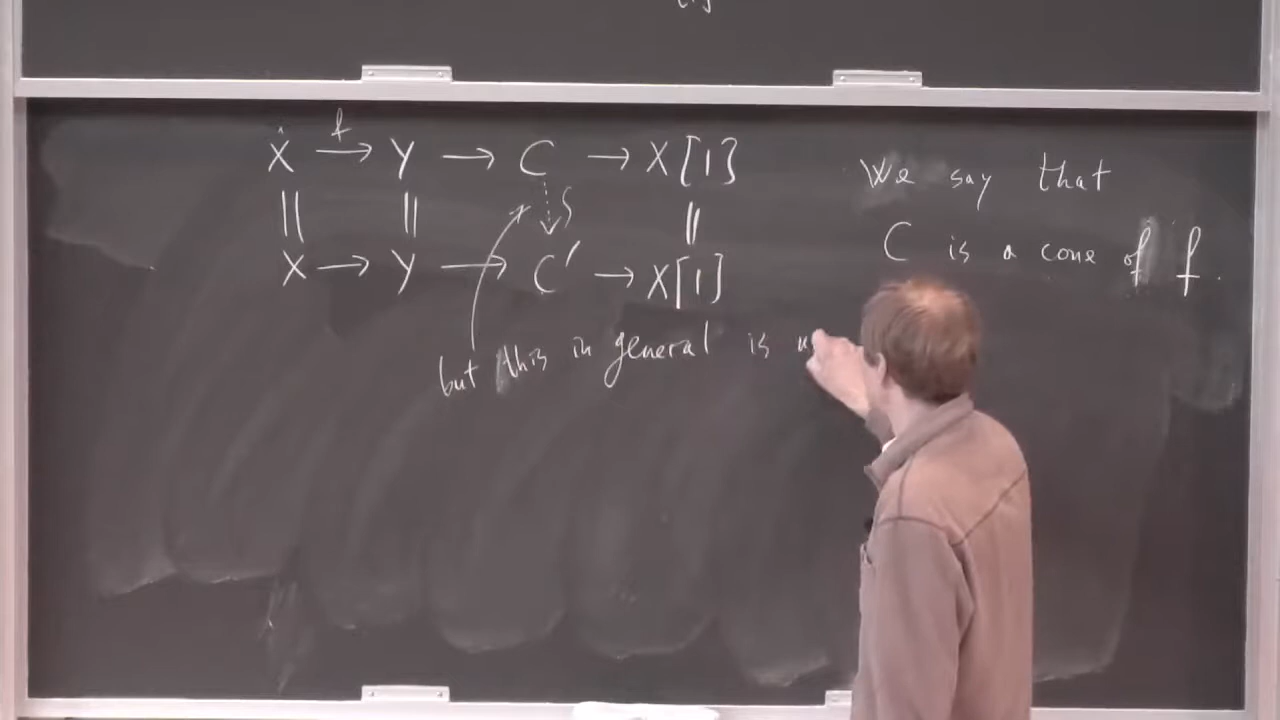 X →f Y → C → X[1]
|| || ↓ ∫ ||
X → Y → C' → X[1]
but this in general is
We say that
C is a cone of f.